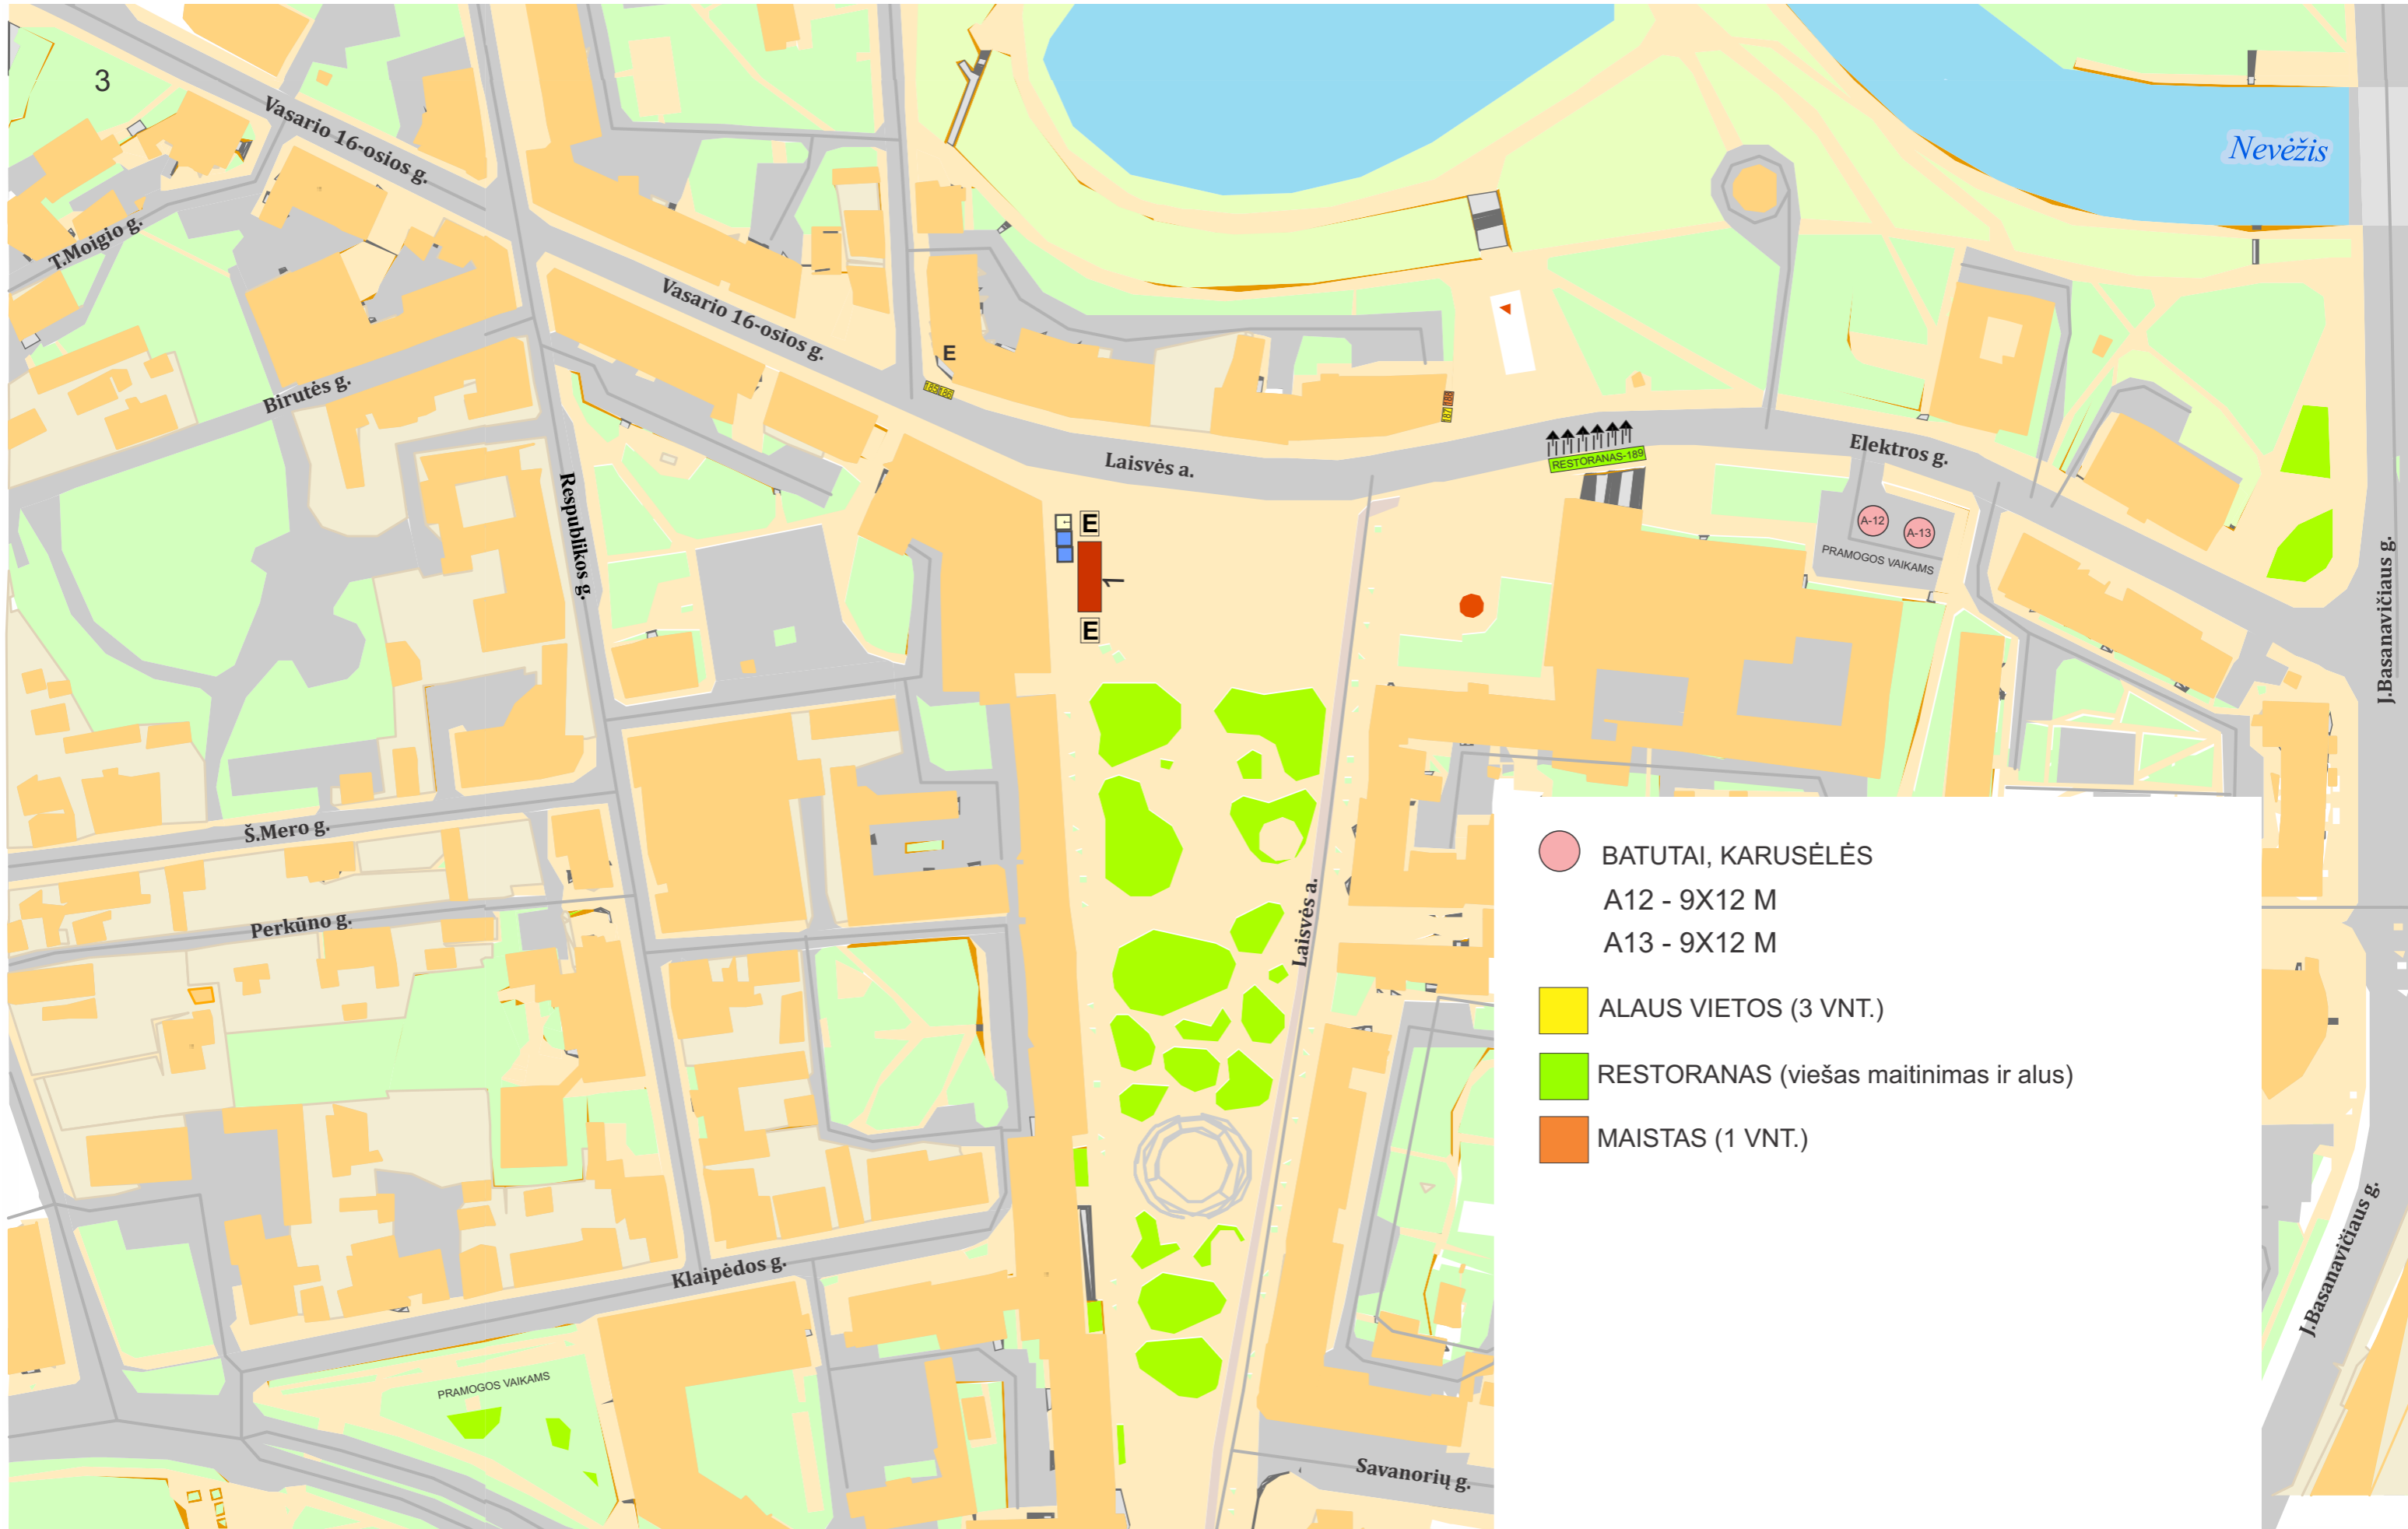 3
Vasario 16-osios g.
Nevėžis
T.Moigio g.
Vasario 16-osios g.
E
Birutės g.
187
Laisvės a.
RESTORANAS-189
Elektros g.
Respublikos g.
E
A-12
A-13
PRAMOGOS VAIKAMS
E
J.Basanavičiaus g.
Š.Mero g.
Perkūno g.
Laisvės a.
BATUTAI, KARUSĖLĖS
A12 - 9X12 M
A13 - 9X12 M
ALAUS VIETOS (3 VNT.)
RESTORANAS (viešas maitinimas ir alus)
MAISTAS (1 VNT.)
Klaipėdos g.
J.Basanavičiaus g.
PRAMOGOS VAIKAMS
Savanorių g.